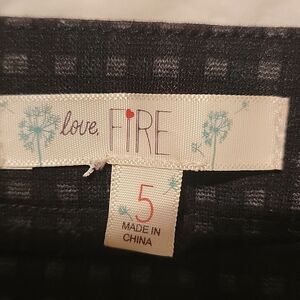 love, FIRE
5
MADE IN
CHINA